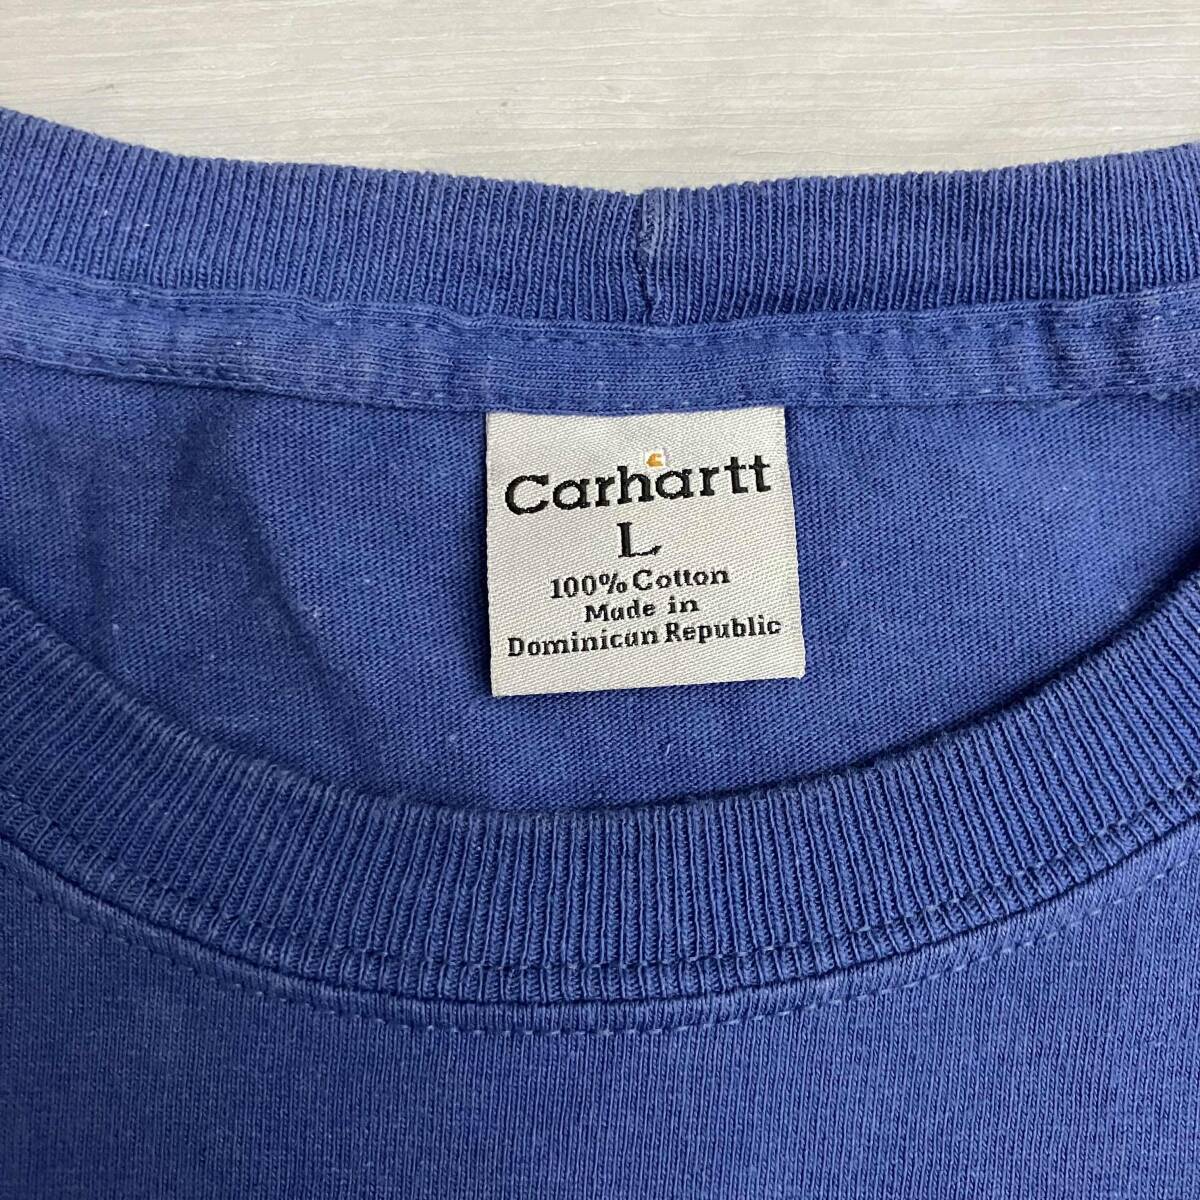 Carhartt
L
100% Cotton
Made in
Dominican Republic